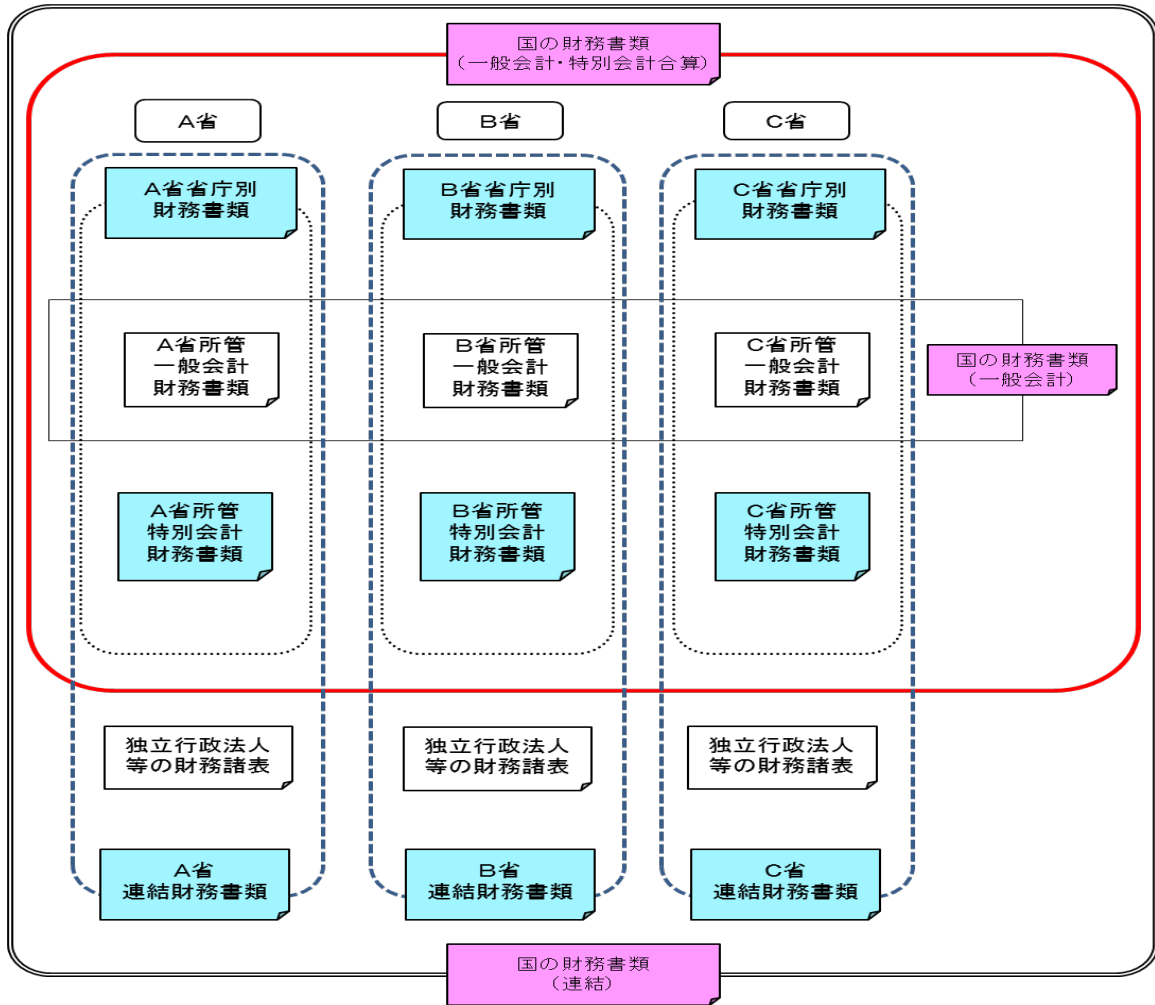 国の財務書類
(一般会計・特別会計合算)
A省
B省
C省
A省省庁別
財務書類
B省省庁別
財務書類
C省省庁別
財務書類
A省所管
一般会計
財務書類
B省所管
一般会計
財務書類
C省所管
一般会計
財務書類
国の財務書類
(一般会計)
A省所管
特別会計
財務書類
B省所管
特別会計
財務書類
C省所管
特別会計
財務書類
独立行政法人
等の財務諸表
独立行政法人
等の財務諸表
独立行政法人
等の財務諸表
A省
連結財務書類
B省
連結財務書類
C省
連結財務書類
国の財務書類
(連結)